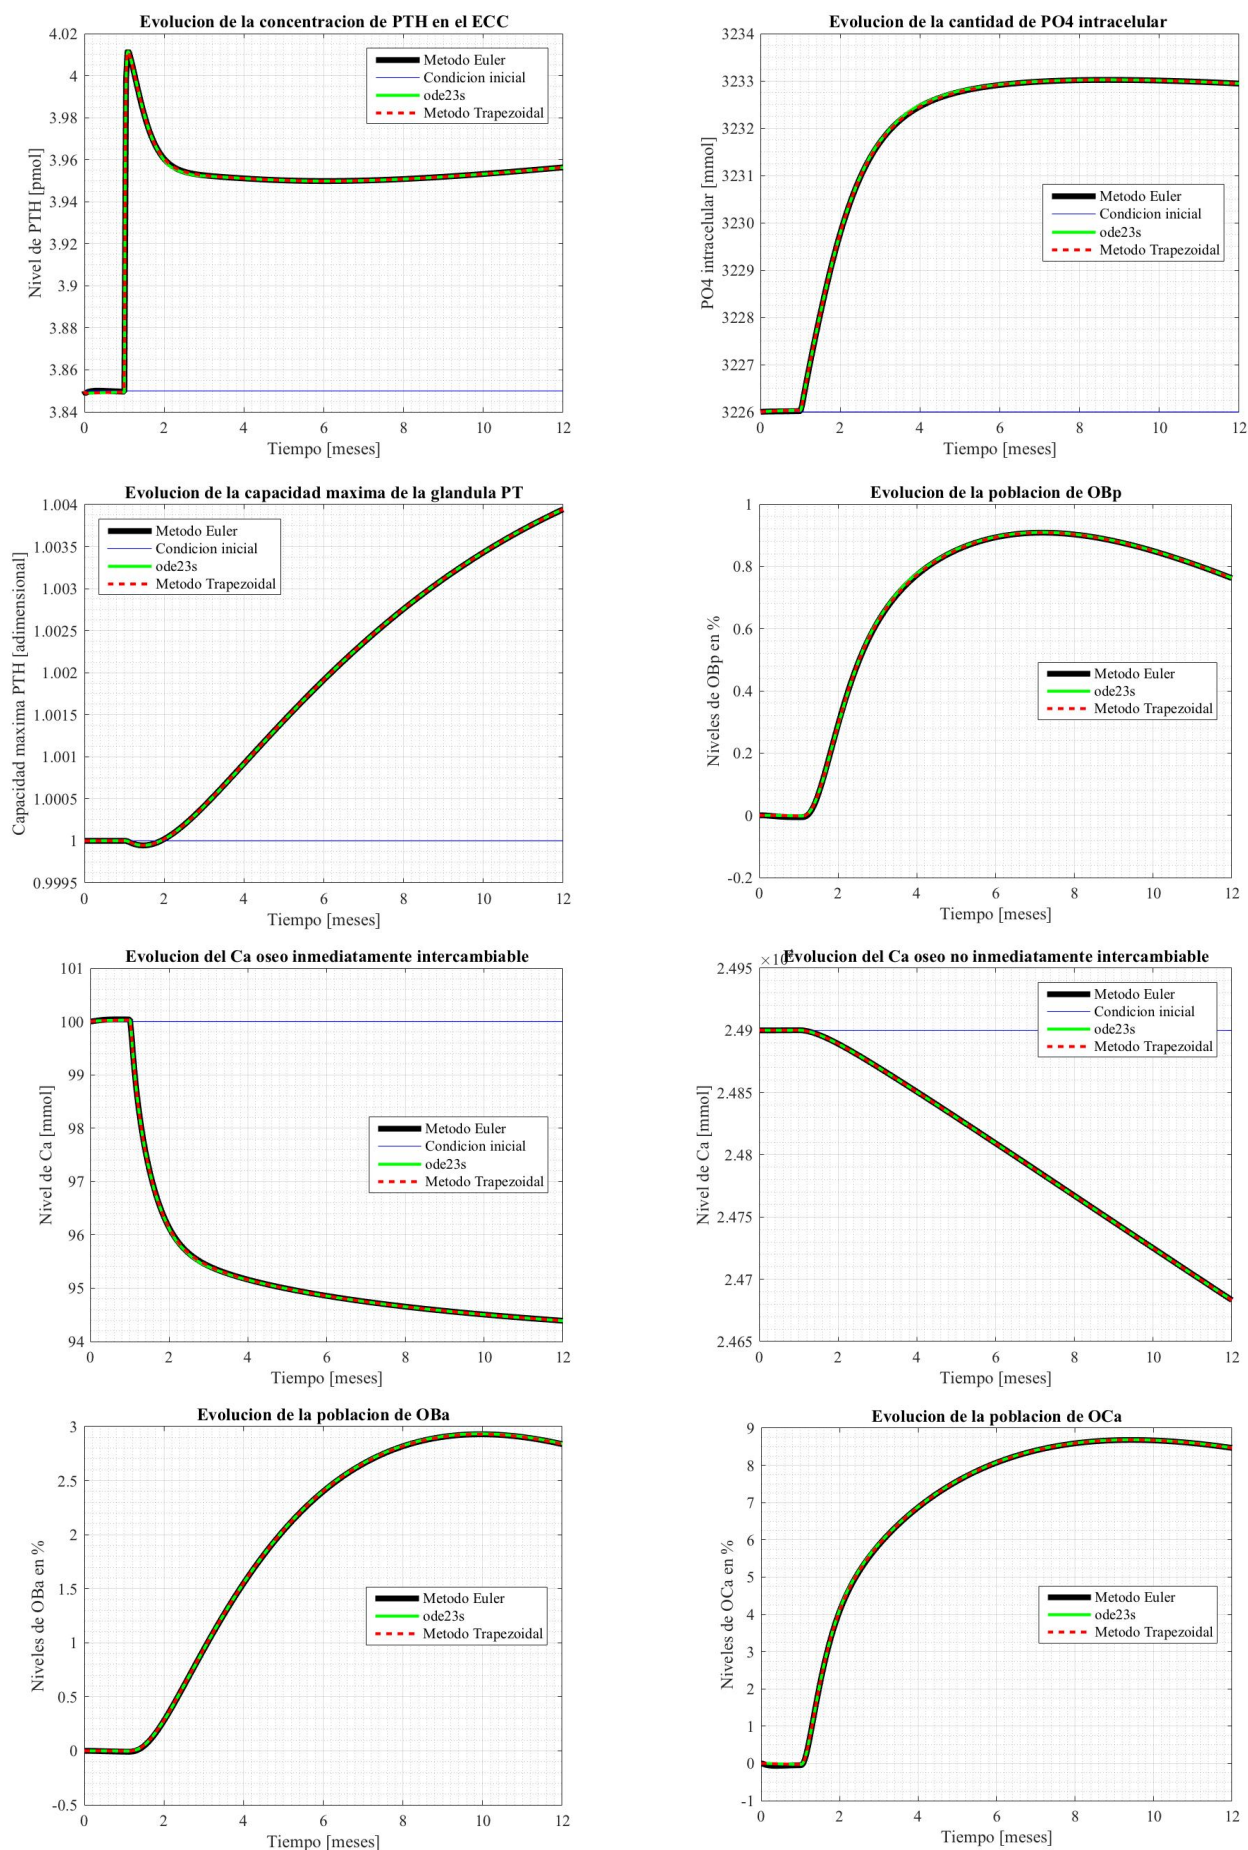 Evolucion de la concentracion de PTH en el ECC
4.02
4
3.98
3.96
3.94
3.92
3.9
3.88
3.86
3.84
Nivel de PTH [pmol]
Metodo Euler
Condicion inicial
ode23s
Metodo Trapezoidal
0 2 4 6 8 10 12
Tiempo [meses]
Evolucion de la cantidad de PO4 intracelular
3234
3233
3232
3231
3230
3229
3228
3227
3226
PO4 intracelular [mmol]
Metodo Euler
Condicion inicial
ode23s
Metodo Trapezoidal
0 2 4 6 8 10 12
Tiempo [meses]
Evolucion de la capacidad maxima de la glandula PT
1.004
1.0035
1.003
1.0025
1.002
1.0015
1.001
1.0005
1
0.9995
Capacidad maxima PTH [adimensional]
Metodo Euler
Condicion inicial
ode23s
Metodo Trapezoidal
0 2 4 6 8 10 12
Tiempo [meses]
Evolucion de la poblacion de OBp
1
0.8
0.6
0.4
0.2
0
-0.2
Niveles de OBp en %
Metodo Euler
ode23s
Metodo Trapezoidal
0 2 4 6 8 10 12
Tiempo [meses]
Evolucion del Ca oseo inmediatamente intercambiable
101
100
99
98
97
96
95
94
Nivel de Ca [mmol]
Metodo Euler
Condicion inicial
ode23s
Metodo Trapezoidal
0 2 4 6 8 10 12
Tiempo [meses]
Evolucion del Ca oseo no inmediatamente intercambiable
2.495
2.49
2.485
2.48
2.475
2.47
2.465
Nivel de Ca [mmol]
Metodo Euler
Condicion inicial
ode23s
Metodo Trapezoidal
0 2 4 6 8 10 12
Tiempo [meses]
Evolucion de la poblacion de OBa
3
2.5
2
1.5
1
0.5
0
-0.5
Niveles de OBa en %
Metodo Euler
ode23s
Metodo Trapezoidal
0 2 4 6 8 10 12
Tiempo [meses]
Evolucion de la poblacion de OCa
9
8
7
6
5
4
3
2
1
0
-1
Niveles de OCa en %
Metodo Euler
ode23s
Metodo Trapezoidal
0 2 4 6 8 10 12
Tiempo [meses]